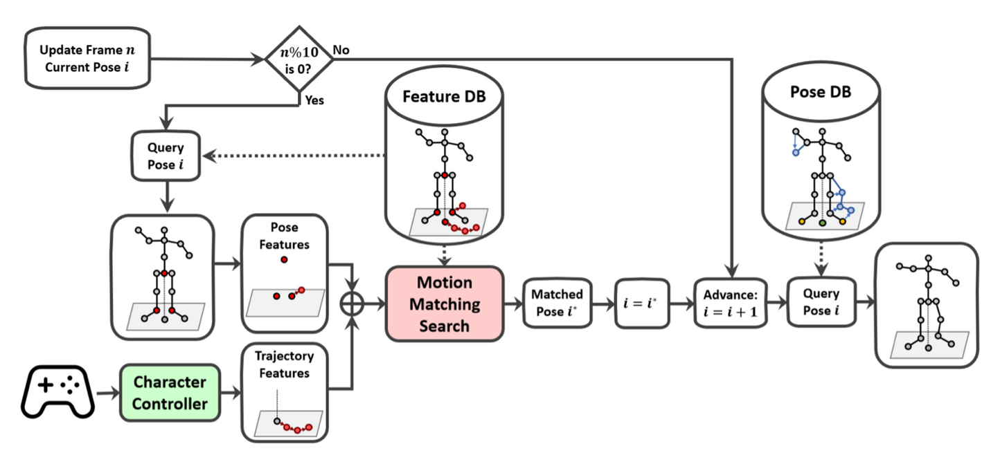 Update Frame n
Current Pose i
n%10
is 0?
No
Yes
Feature DB
Pose DB
Query
Pose i
Pose
Features
Motion
Matching
Search
Matched
Pose i*
i = i*
Advance:
i = i + 1
Query
Pose i
Trajectory
Features
Character
Controller